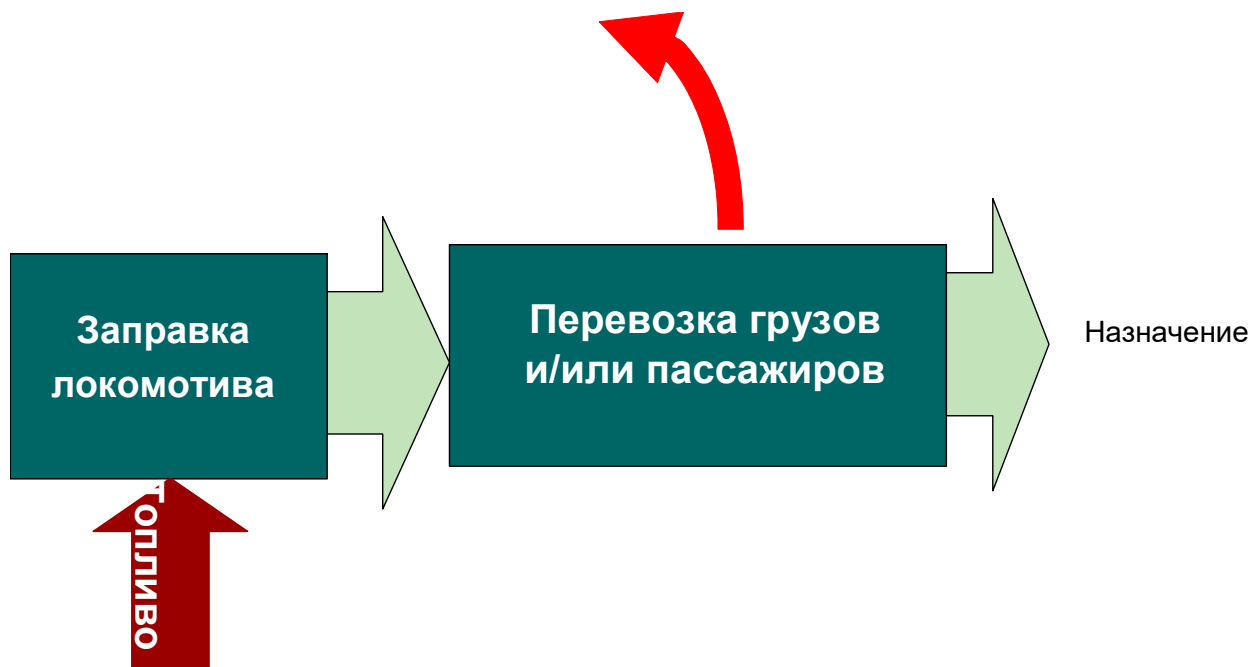 Заправка
локомотива
Перевозка грузов
и/или пассажиров
Назначение
Топливо